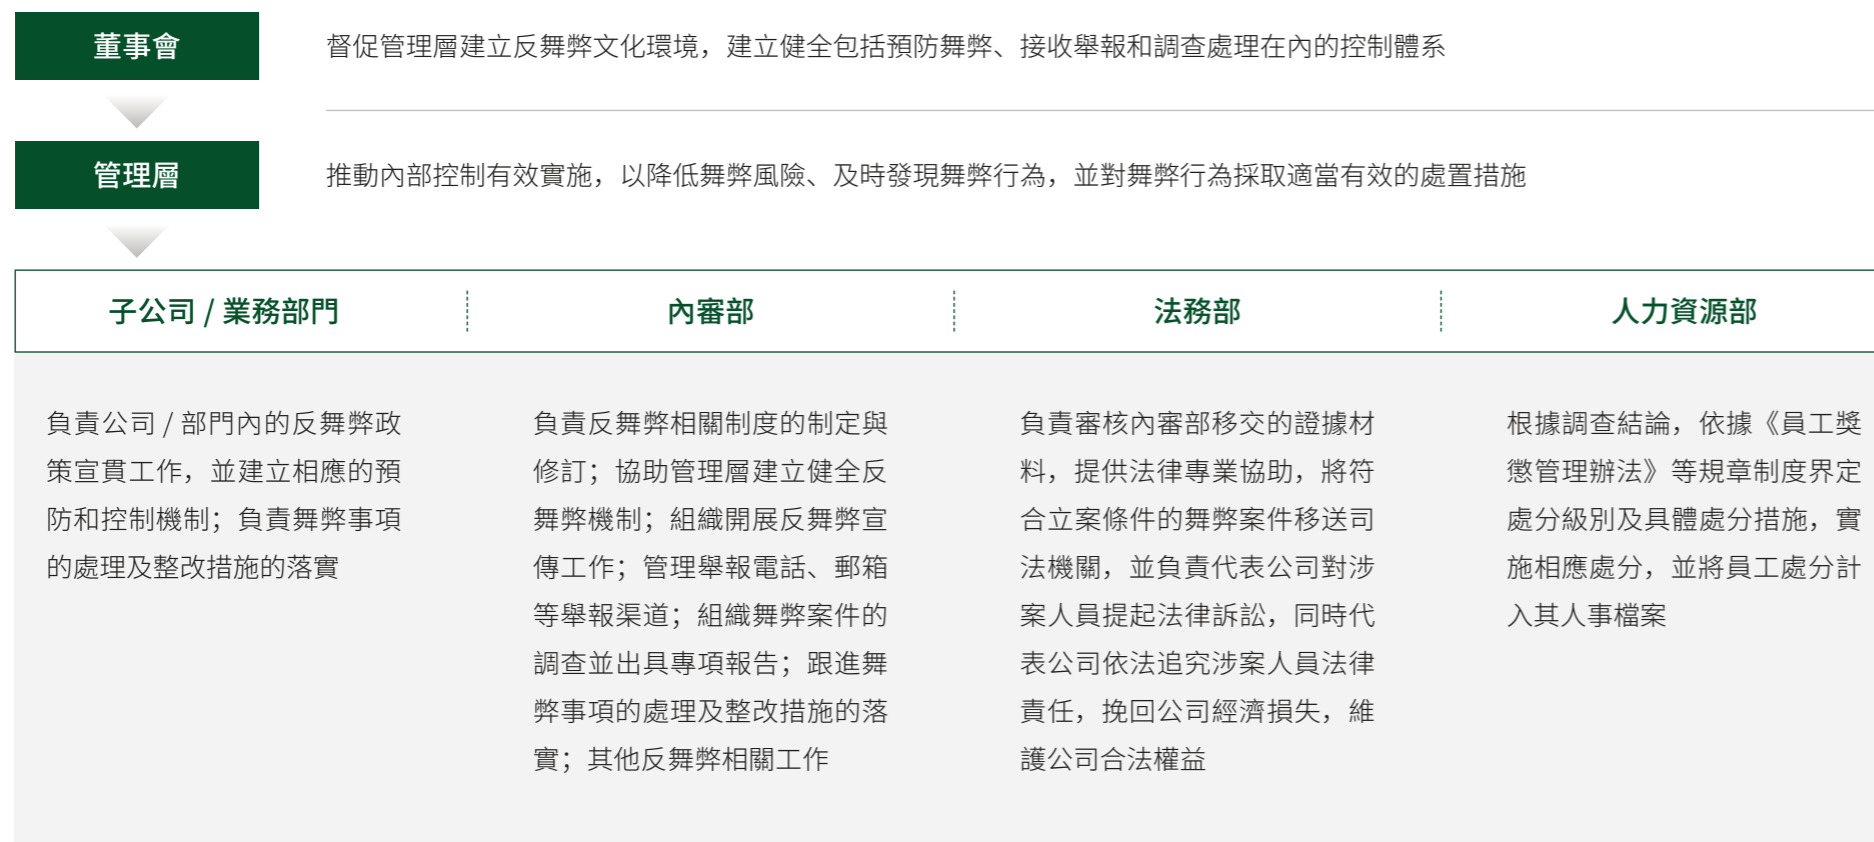 董事會
督促管理層建立反舞弊文化環境，建立健全包括預防舞弊、接收舉報和調查處理在內的控制體系
管理層
推動內部控制有效實施，以降低舞弊風險、及時發現舞弊行為，並對舞弊行為採取適當有效的處置措施
子公司 / 業務部門
負責公司 / 部門內的反舞弊政
策宣貫工作，並建立相應的預
防和控制機制；負責舞弊事項
的處理及整改措施的落實
內審部
負責反舞弊相關制度的制定與
修訂；協助管理層建立健全反
舞弊機制；組織開展反舞弊宣
傳工作；管理舉報電話、郵箱
等舉報渠道；組織舞弊案件的
調查並出具專項報告；跟進舞
弊事項的處理及整改措施的落
實；其他反舞弊相關工作
法務部
負責審核內審部移交的證據材
料，提供法律專業協助，將符
合立案條件的舞弊案件移送司
法機關，並負責代表公司對涉
案人員提起法律訴訟，同時代
表公司依法追究涉案人員法律
責任，挽回公司經濟損失，維
護公司合法權益
人力資源部
根據調查結論，依據《員工獎
懲管理辦法》等規章制度界定
處分級別及具體處分措施，實
施相應處分，並將員工處分計
入其人事檔案